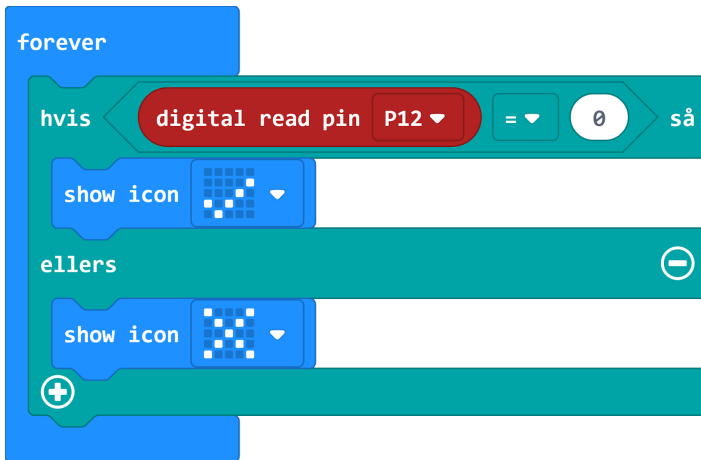 forever
hvis digital read pin P12 = 0 så
show icon
ellers
show icon